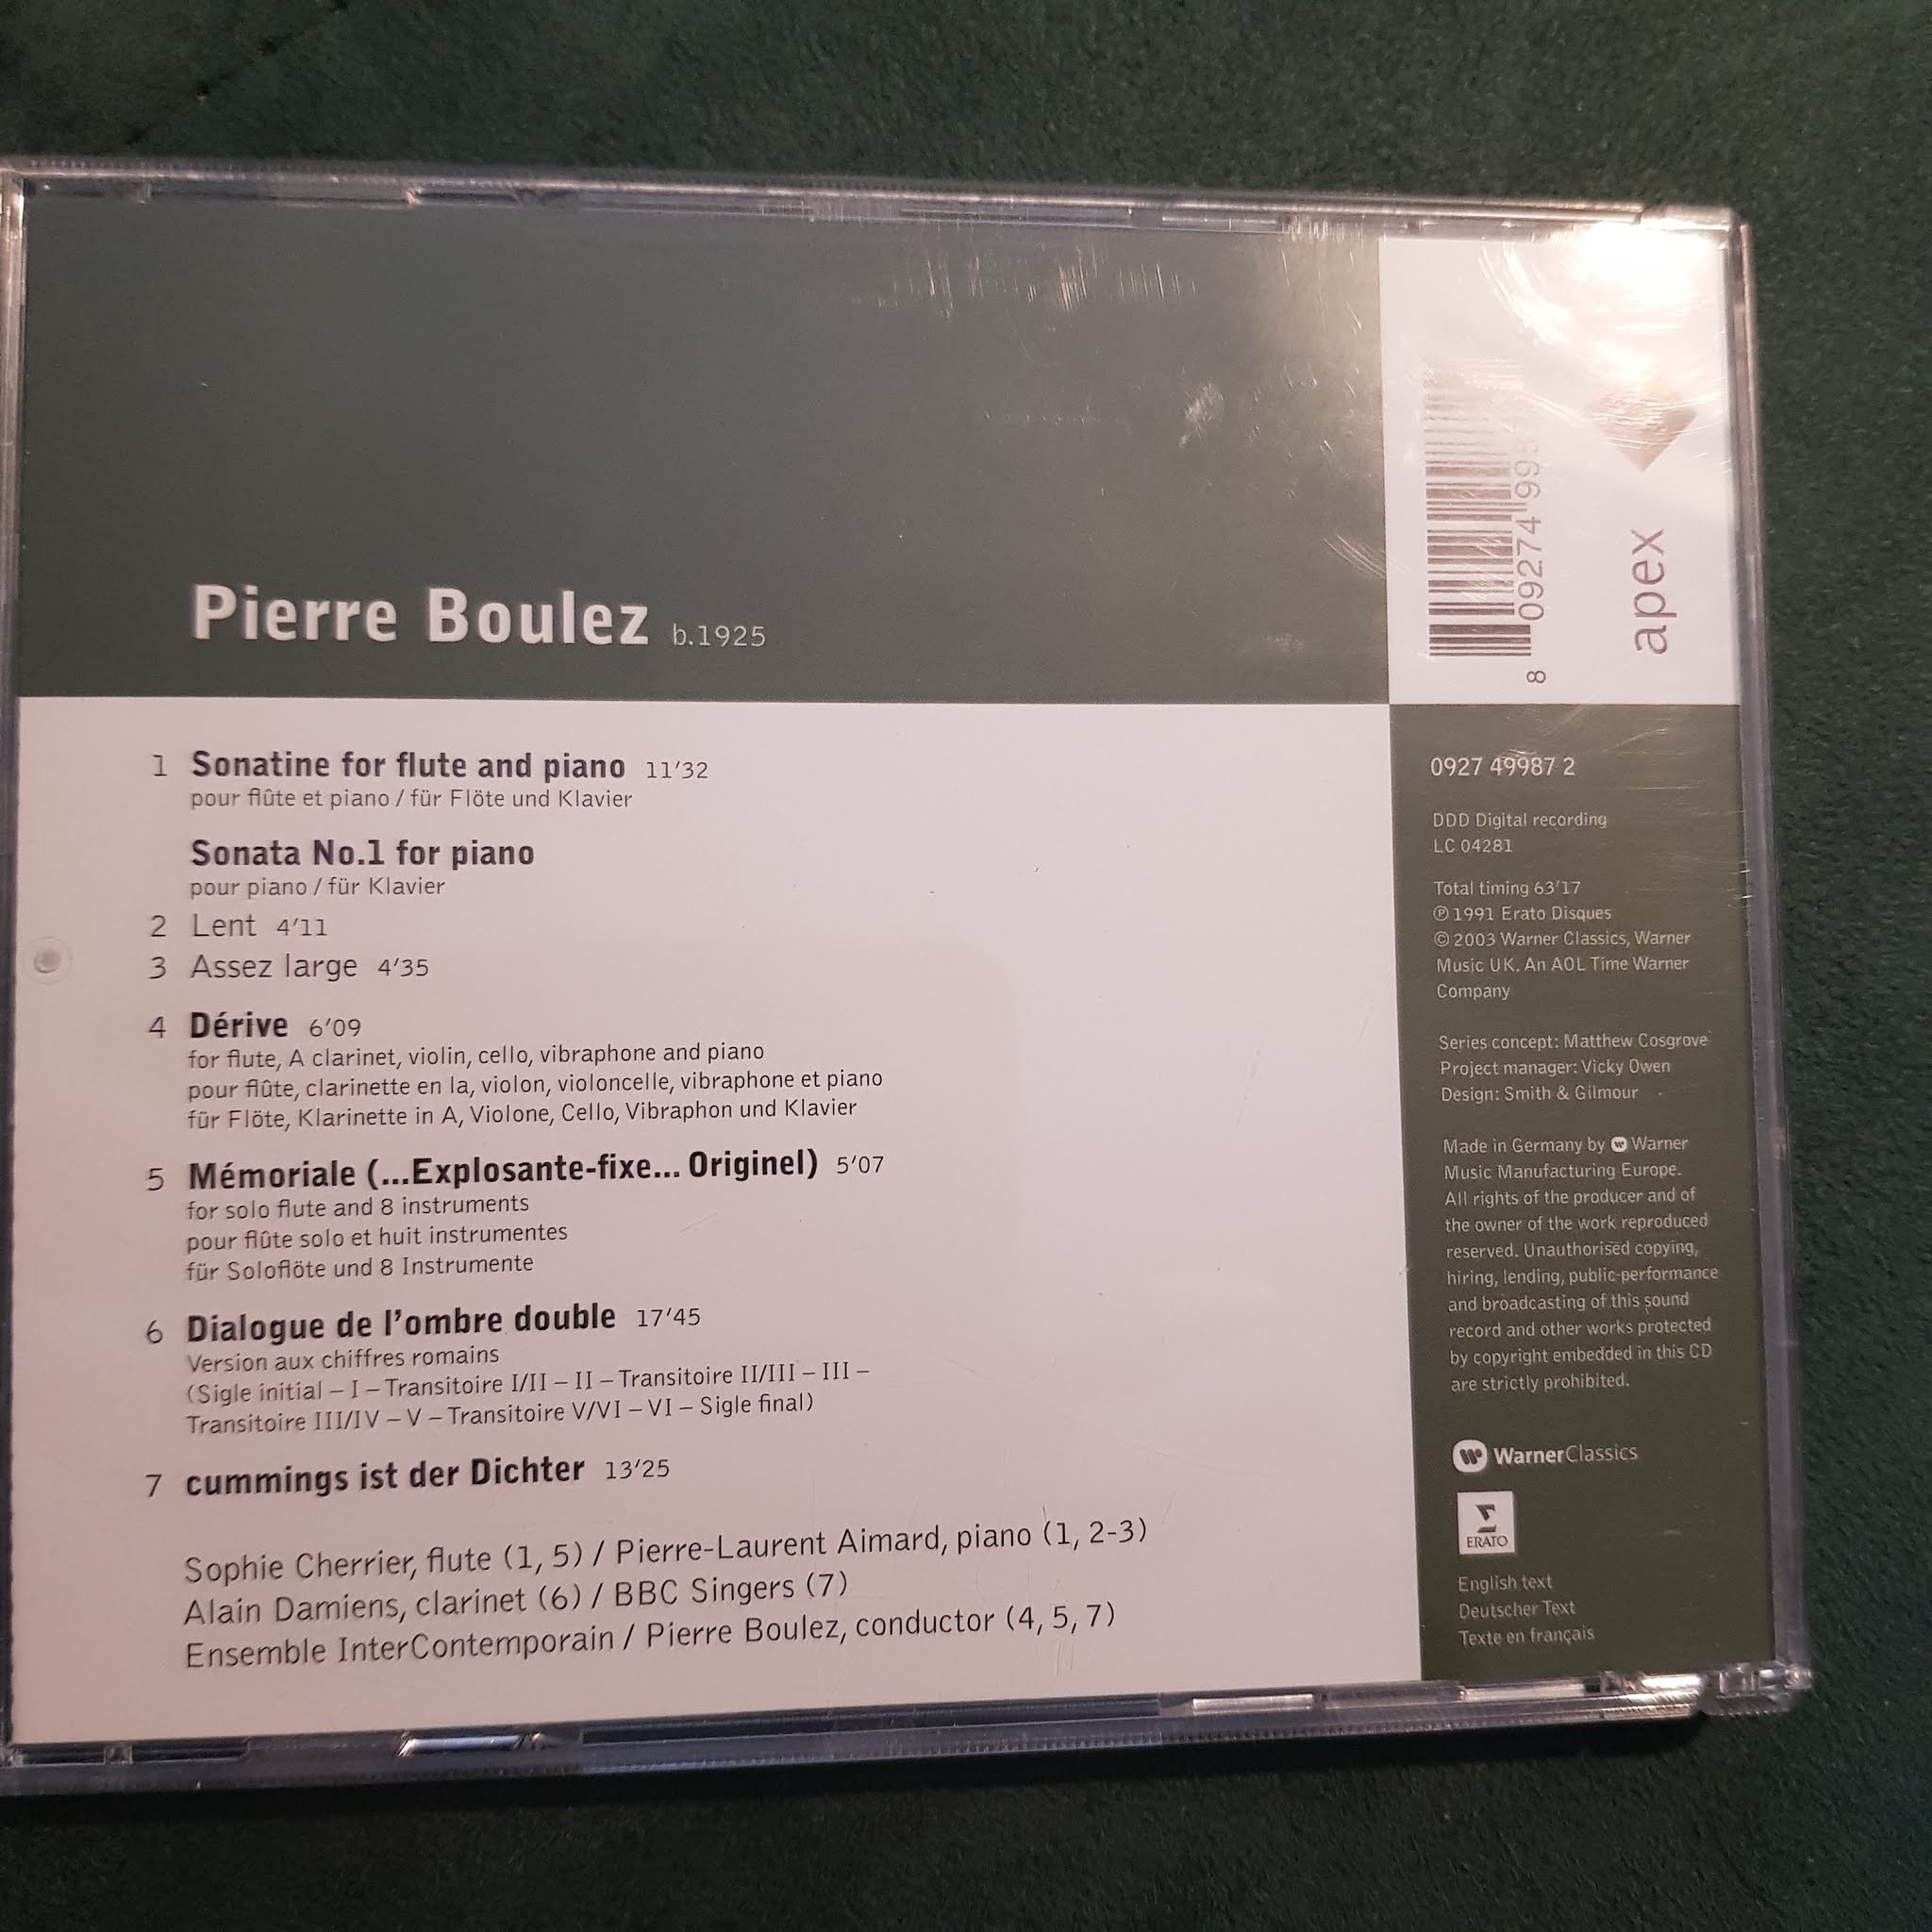 Pierre Boulez b.1925
1 Sonatine for flute and piano 11’32
pour flûte et piano / für Flöte und Klavier
Sonata No.1 for piano
pour piano / für Klavier
2 Lent 4’11
3 Assez large 4’35
4 Dérive 6’09
for flute, A clarinet, violin, cello, vibraphone and piano
pour flûte, clarinette en la, violon, violoncelle, vibraphone et piano
für Flöte, Klarinette in A, Violone, Cello, Vibraphon und Klavier
5 Mémoriale (...Explosante-fixe... Originel) 5’07
for solo flute and 8 instruments
pour flûte solo et huit instrumentes
für Soloflöte und 8 Instrumente
6 Dialogue de l’ombre double 17’45
Version aux chiffres romains
(Sigle initial – I – Transitoire I/II – II – Transitoire II/III – III –
Transitoire III/IV – V – Transitoire V/VI – VI – Sigle final)
7 cummings ist der Dichter 13’25
Sophie Cherrier, flute (1, 5) / Pierre-Laurent Aimard, piano (1, 2-3)
Alain Damiens, clarinet (6) / BBC Singers (7)
Ensemble InterContemporain / Pierre Boulez, conductor (4, 5, 7)
8 09274
apex
0927 49987 2
DDD Digital recording
LC 04281
Total timing 63’17
℗ 1991 Erato Disques
© 2003 Warner Classics, Warner
Music UK. An AOL Time Warner
Company
Series concept: Matthew Cosgrove
Project manager: Vicky Owen
Design: Smith & Gilmour
Made in Germany by Warner
Music Manufacturing Europe.
All rights of the producer and of
the owner of the work reproduced
reserved. Unauthorised copying,
hiring, lending, public performance
and broadcasting of this sound
record and other works protected
by copyright embedded in this CD
are strictly prohibited.
WarnerClassics
ERATO
English text
Deutscher Text
Texte en français